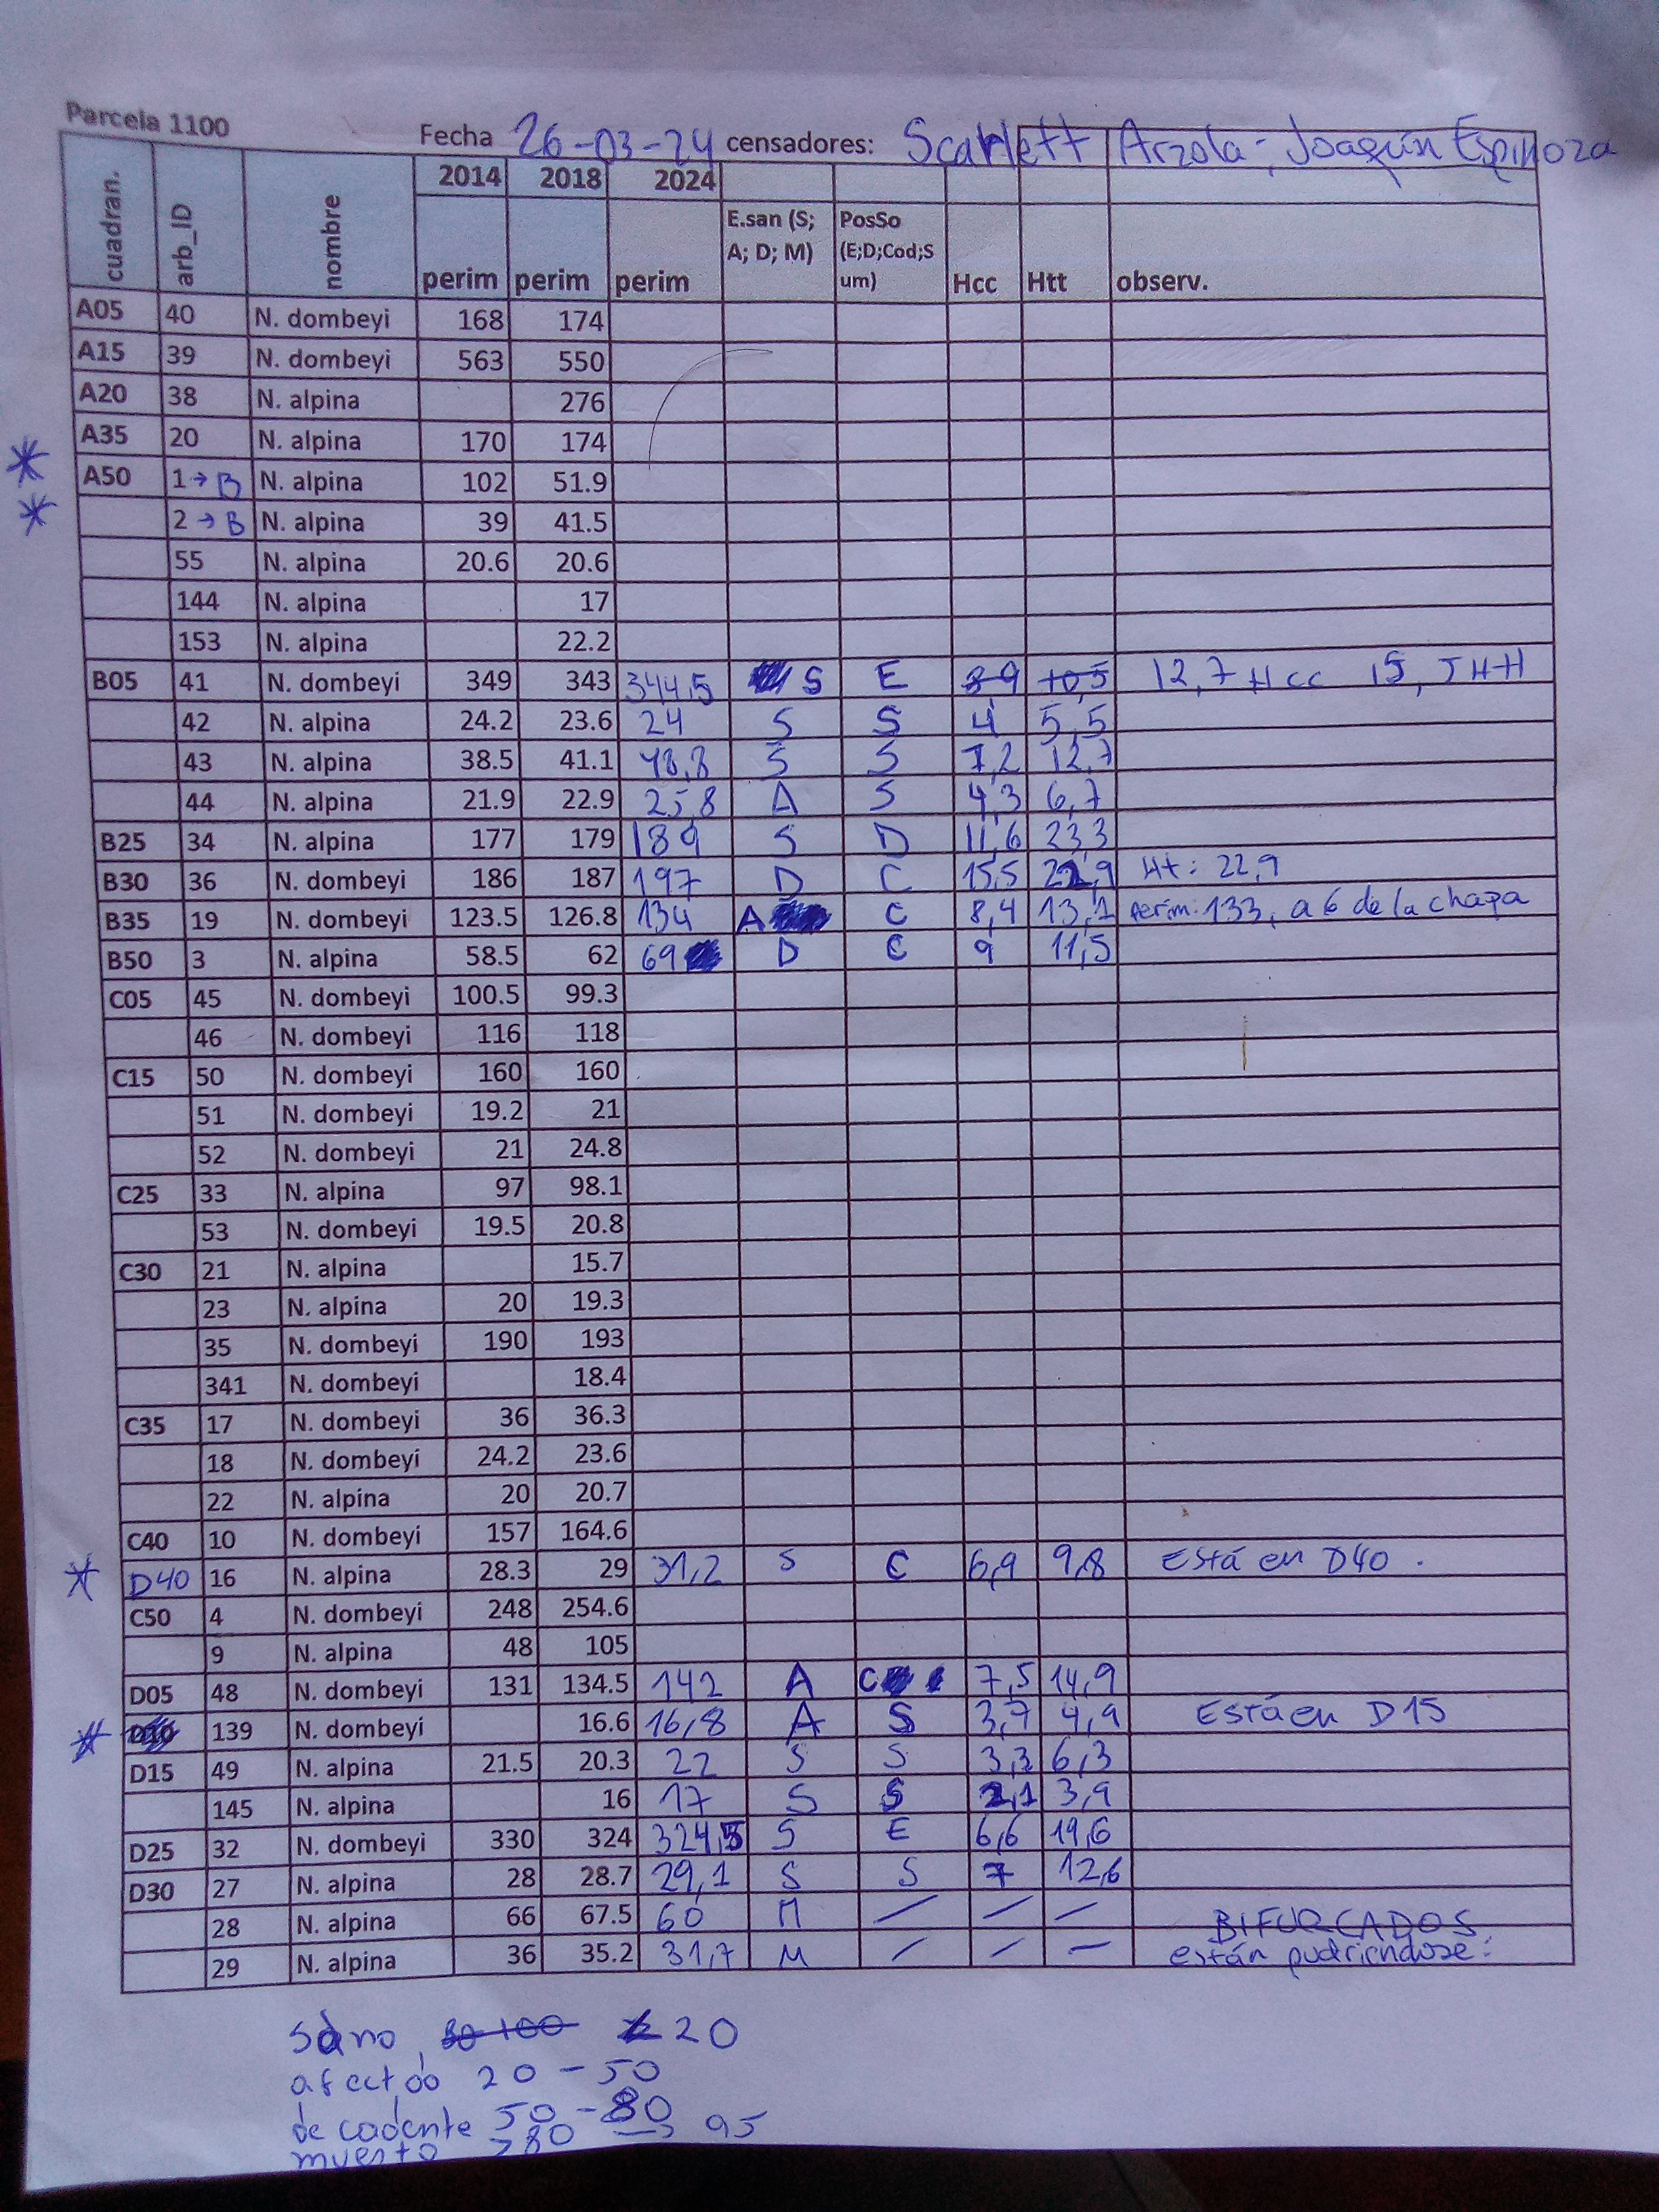 Parcela 1100 Fecha 26-03-24 censadores: Scarlett Arzola; Joaquín Espinoza
cuadran. arb_ID nombre 2014 perim 2018 perim 2024 perim E.san (S; A; D; M) PosSo (E;D;Cod;Sum) Hcc Htt observ.
A05 40 N. dombeyi 168 174
A15 39 N. dombeyi 563 550
A20 38 N. alpina 276
A35 20 N. alpina 170 174
* A50 1→B N. alpina 102 51.9
* 2→B N. alpina 39 41.5
55 N. alpina 20.6 20.6
144 N. alpina 17
153 N. alpina 22.2
B05 41 N. dombeyi 349 343 344,5 S E 8,9 10,5 12,7 Hcc 15,5 HH
42 N. alpina 24.2 23.6 24 S S 4 5,5
43 N. alpina 38.5 41.1 48,8 S S 7,2 12,7
44 N. alpina 21.9 22.9 25,8 A S 4,3 6,7
B25 34 N. alpina 177 179 189 S D 11,6 23,3
B30 36 N. dombeyi 186 187 197 D C 15,5 22,9 Ht: 22,9
B35 19 N. dombeyi 123.5 126.8 134 A C 8,4 13,1 perim: 133, a 6 de la chapa
B50 3 N. alpina 58.5 62 69 D C 9 11,5
C05 45 N. dombeyi 100.5 99.3
46 N. dombeyi 116 118
C15 50 N. dombeyi 160 160
51 N. dombeyi 19.2 21
52 N. dombeyi 21 24.8
C25 33 N. alpina 97 98.1
53 N. dombeyi 19.5 20.8
C30 21 N. alpina 15.7
23 N. alpina 20 19.3
35 N. dombeyi 190 193
341 N. dombeyi 18.4
C35 17 N. dombeyi 36 36.3
18 N. dombeyi 24.2 23.6
22 N. alpina 20 20.7
C40 10 N. dombeyi 157 164.6
* D40 16 N. alpina 28.3 29 31,2 S C 6,9 9,8 Está en D40.
C50 4 N. dombeyi 248 254.6
9 N. alpina 48 105
D05 48 N. dombeyi 131 134.5 142 A C 7,5 14,9
* D10 139 N. dombeyi 16.6 16,8 A S 3,7 4,9 Está en D15
D15 49 N. alpina 21.5 20.3 22 S S 3,3 6,3
145 N. alpina 16 17 S S 2,1 3,9
D25 32 N. dombeyi 330 324 324,5 S E 6,6 19,6
D30 27 N. alpina 28 28.7 29,1 S S 7 12,6
28 N. alpina 66 67.5 60 M — — — BIFURCADOS
29 N. alpina 36 35.2 31,7 M — — — están pudriendose:
Sano 80-100 20
afectado 20-50
decadente 50-80
muerto >80 → 95